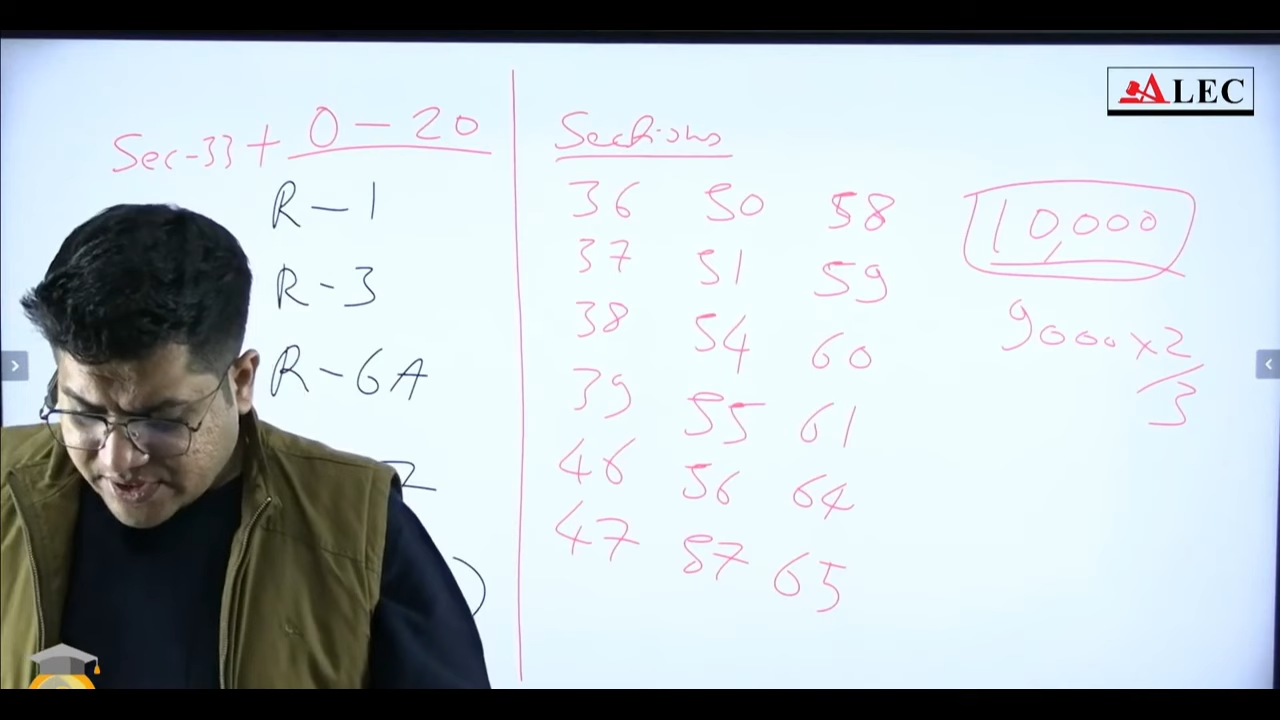 ALEC
Sec-33 + O - 20
R - 1
R - 3
R - 6A
Sections
36 50 58
37 51 59
38 54 60
39 55 61
46 56 64
47 57 65
10,000
9000 x 2
/3